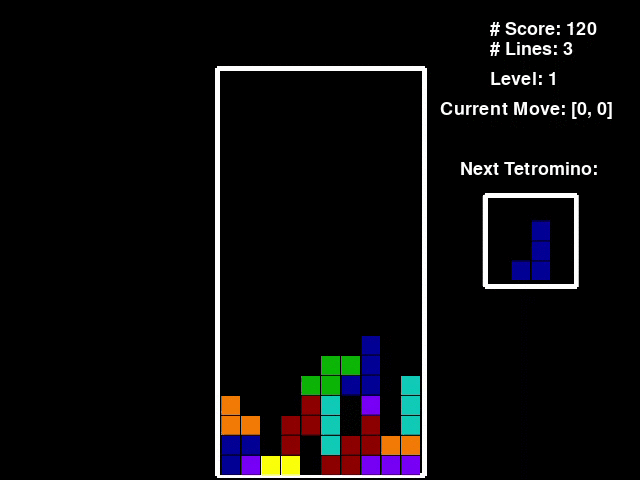 # Score: 120
# Lines: 3
Level: 1
Current Move: [0, 0]
Next Tetromino: